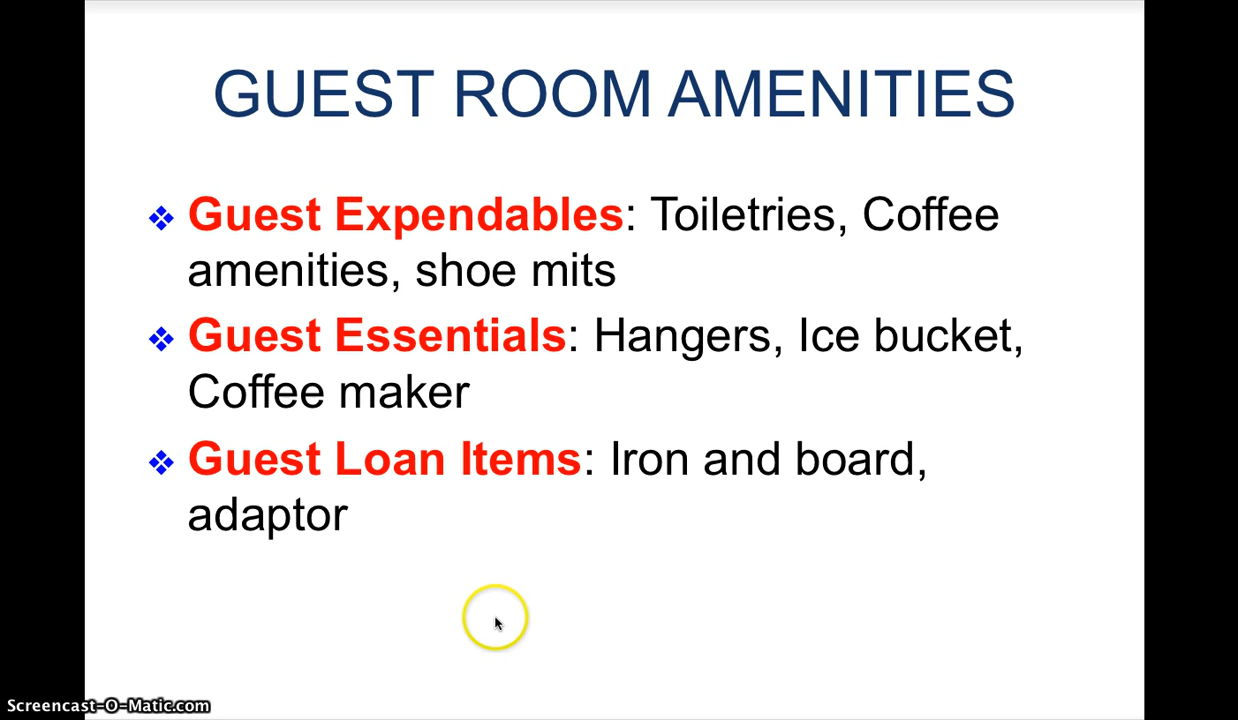 GUEST ROOM AMENITIES
Guest Expendables: Toiletries, Coffee
amenities, shoe mits
Guest Essentials: Hangers, Ice bucket,
Coffee maker
Guest Loan Items: Iron and board,
adaptor
Screencast-O-Matic.com